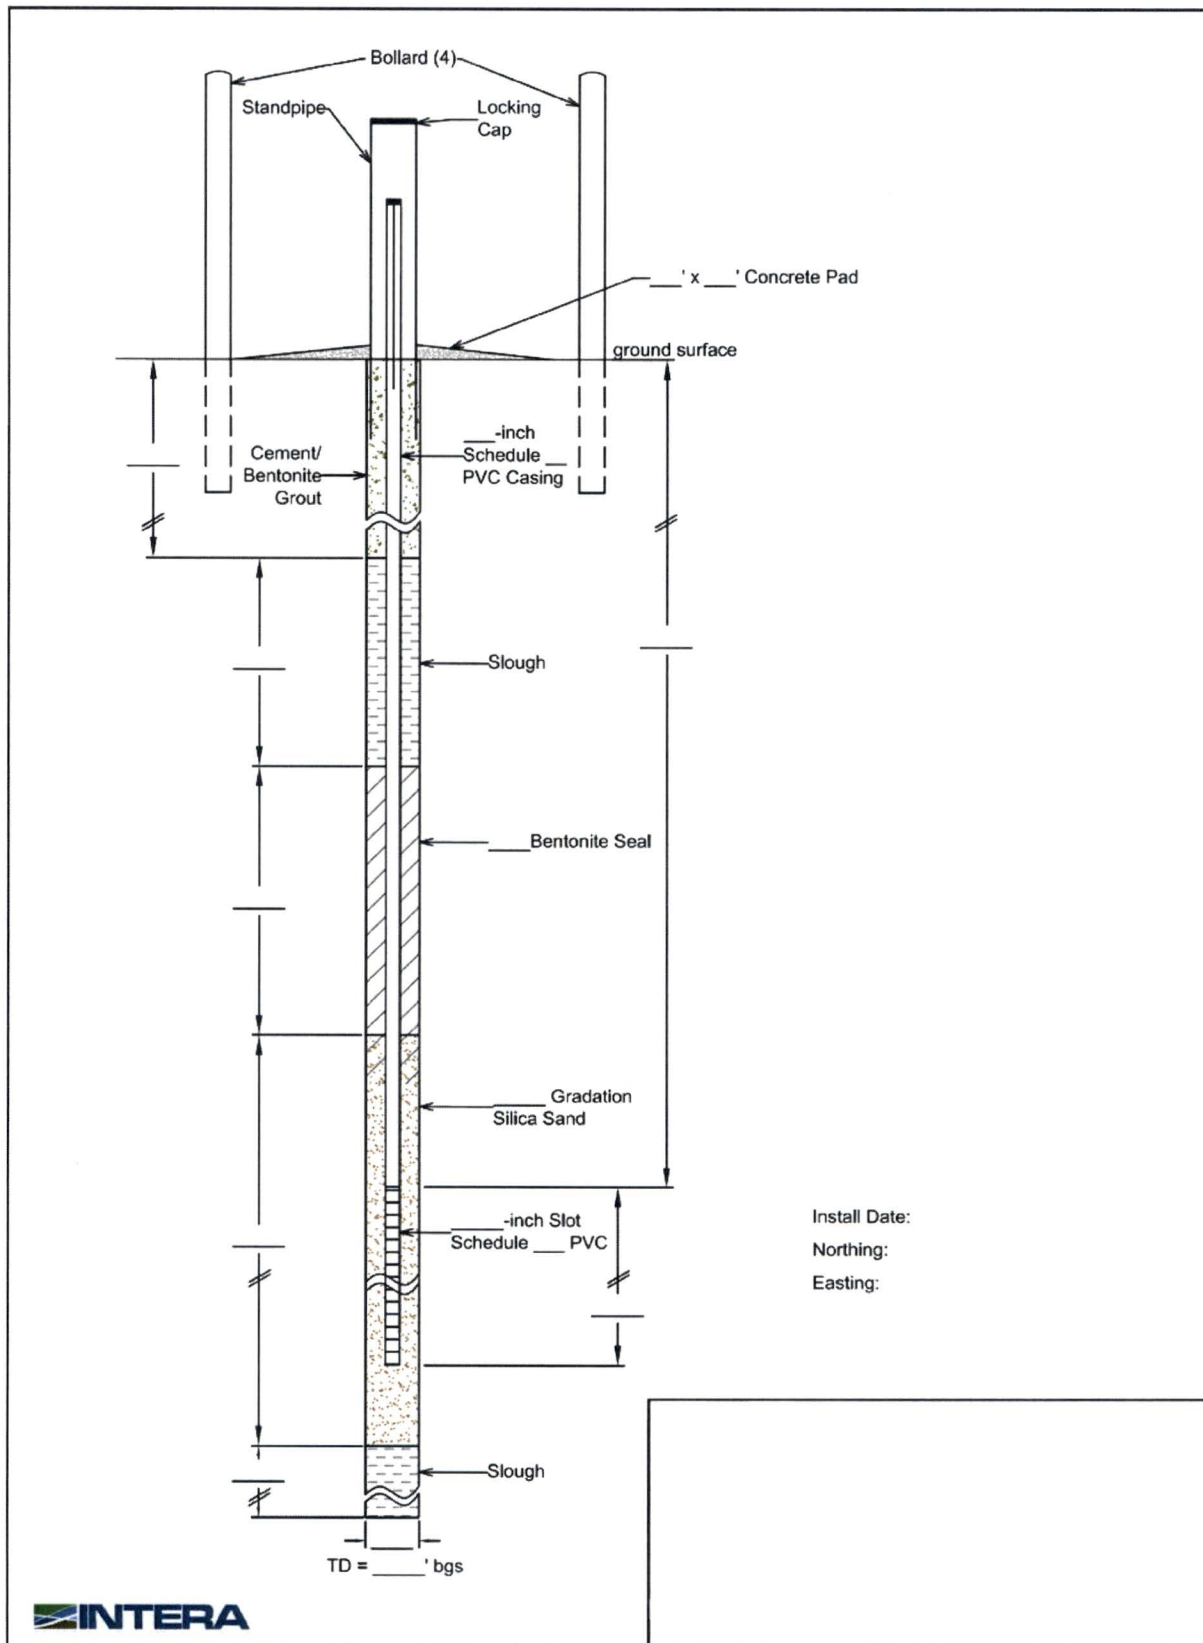 Bollard (4)
Standpipe
Locking
Cap
___' x ___' Concrete Pad
ground surface
___-inch
Schedule __
PVC Casing
Cement/
Bentonite
Grout
Slough
____Bentonite Seal
_____ Gradation
Silica Sand
_____-inch Slot
Schedule ___ PVC
Install Date:
Northing:
Easting:
Slough
TD = _____' bgs
INTERA